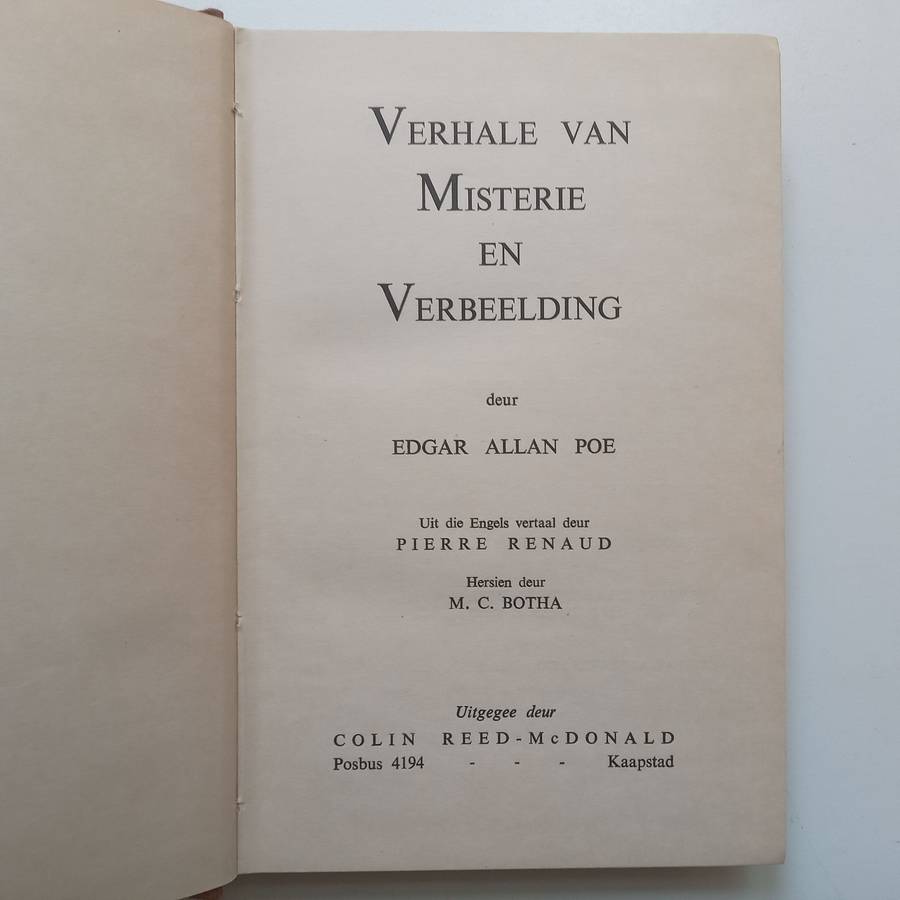 VERHALE VAN
MISTERIE
EN
VERBEELDING
deur
EDGAR ALLAN POE
Uit die Engels vertaal deur
PIERRE RENAUD
Hersien deur
M. C. BOTHA
Uitgegee deur
COLIN REED-McDONALD
Posbus 4194 - - - Kaapstad